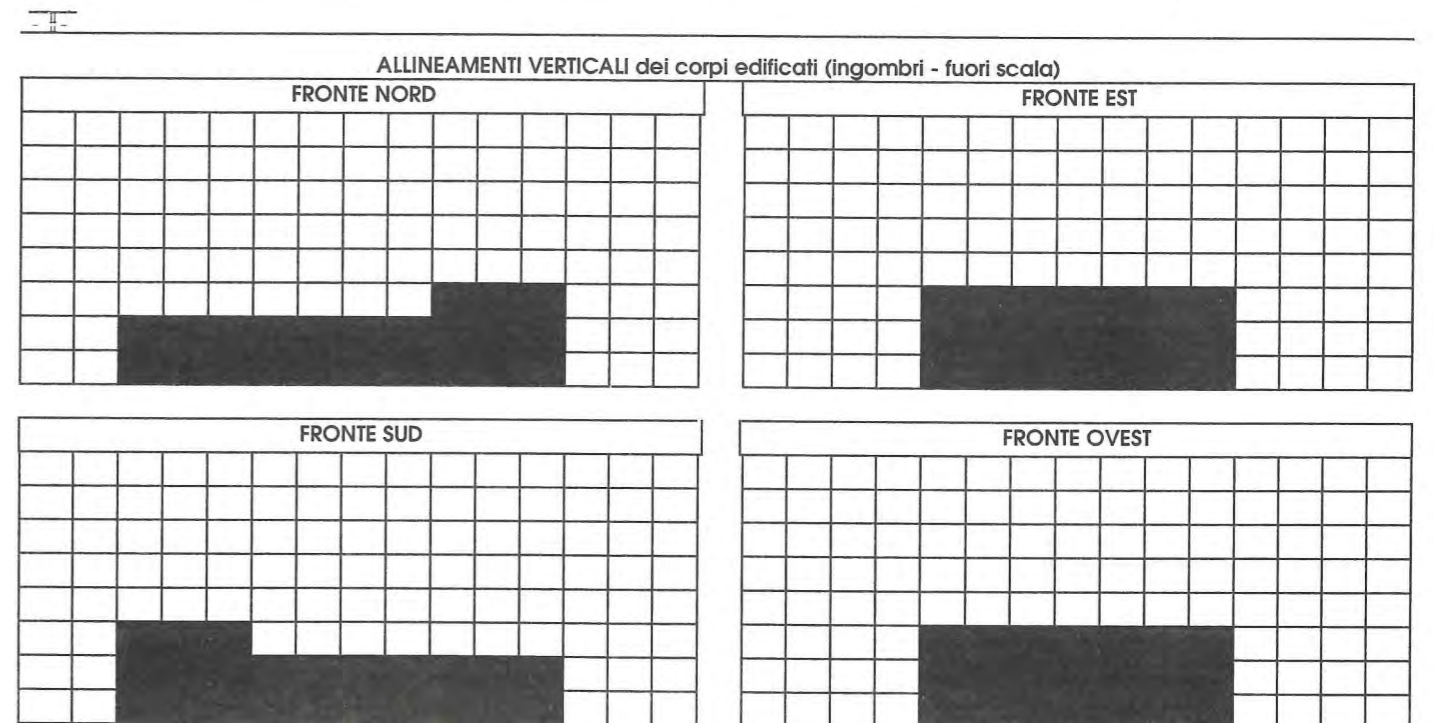 ALLINEAMENTI VERTICALI dei corpi edificati (ingombri - fuori scala)
FRONTE NORD
FRONTE EST
FRONTE SUD
FRONTE OVEST